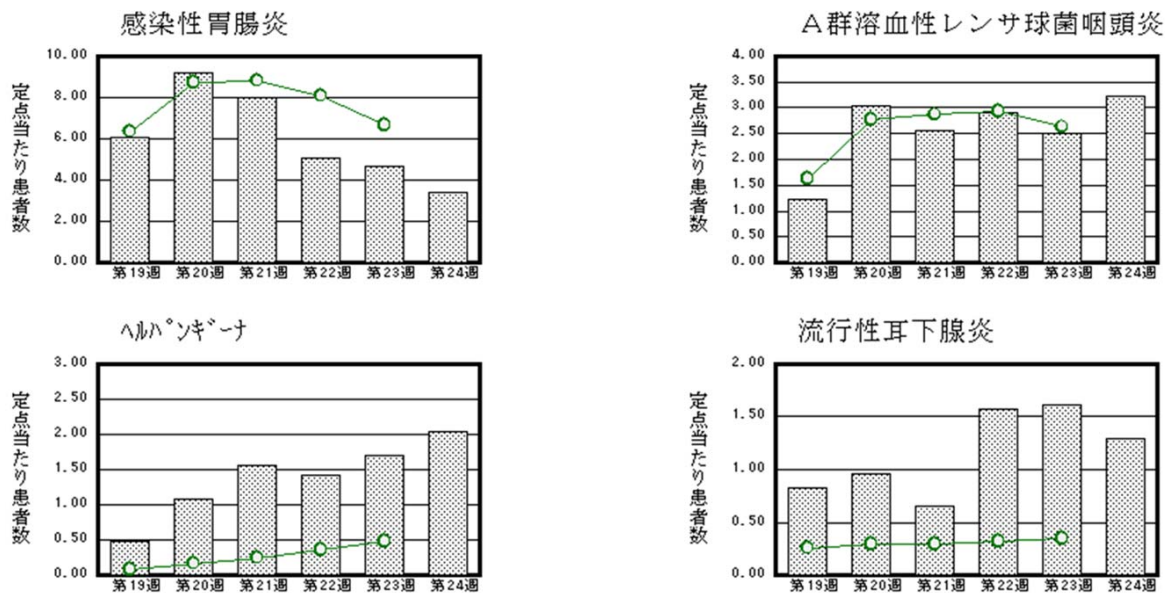 感染性胃腸炎
定点当たり患者数
10.00
8.00
6.00
4.00
2.00
0.00
第19週 第20週 第21週 第22週 第23週 第24週
A群溶血性レンサ球菌咽頭炎
定点当たり患者数
4.00
3.50
3.00
2.50
2.00
1.50
1.00
0.50
0.00
第19週 第20週 第21週 第22週 第23週 第24週
ﾍﾙﾊﾟﾝｷﾞｰﾅ
定点当たり患者数
3.00
2.50
2.00
1.50
1.00
0.50
0.00
第19週 第20週 第21週 第22週 第23週 第24週
流行性耳下腺炎
定点当たり患者数
2.00
1.50
1.00
0.50
0.00
第19週 第20週 第21週 第22週 第23週 第24週